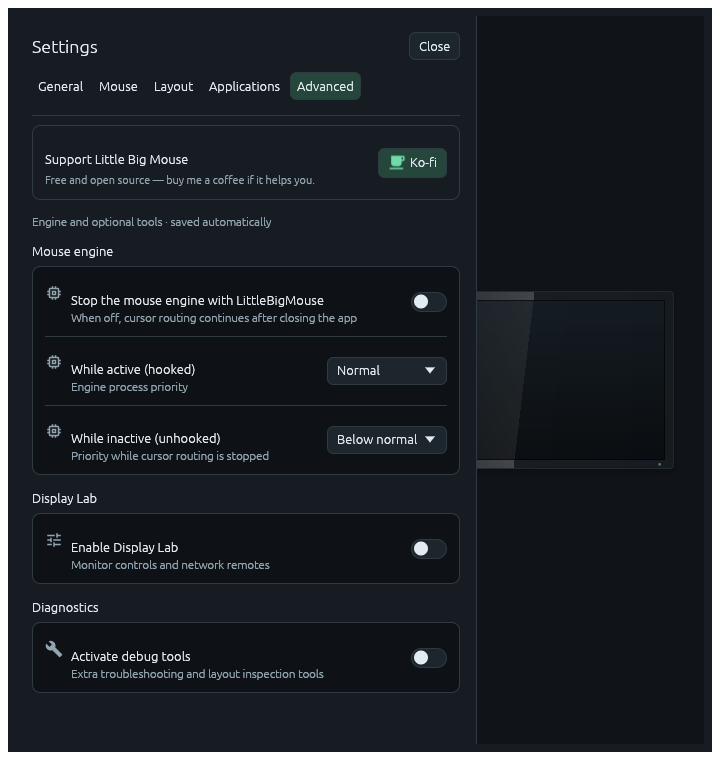 Settings
Close
General
Mouse
Layout
Applications
Advanced
Support Little Big Mouse
Ko-fi
Free and open source — buy me a coffee if it helps you.
Engine and optional tools · saved automatically
Mouse engine
Stop the mouse engine with LittleBigMouse
When off, cursor routing continues after closing the app
While active (hooked)
Normal
Engine process priority
While inactive (unhooked)
Below normal
Priority while cursor routing is stopped
Display Lab
Enable Display Lab
Monitor controls and network remotes
Diagnostics
Activate debug tools
Extra troubleshooting and layout inspection tools